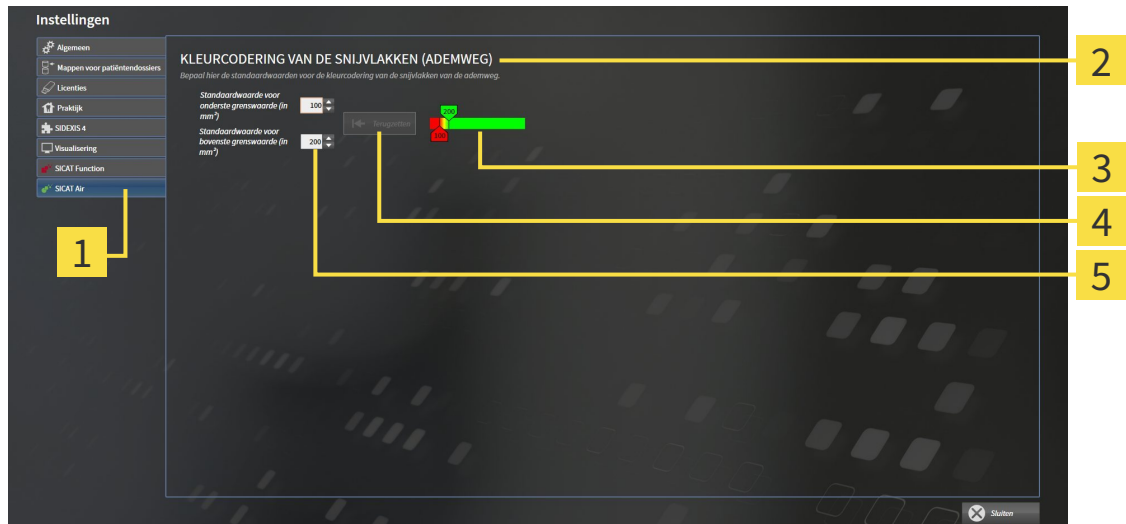 Instellingen
Algemeen
Mappen voor patiëntendossiers
Licenties
Praktijk
SIDEXIS 4
Visualisering
SICAT Function
SICAT Air
KLEURCODERING VAN DE SNIJVLAKKEN (ADEMWEG)
Bepaal hier de standaardwaarden voor de kleurcodering van de snijvlakken van de ademweg.
Standaardwaarde voor
onderste grenswaarde (in
mm²)
100
Standaardwaarde voor
bovenste grenswaarde (in
mm²)
200
Terugzetten
200
100
Sluiten
1
2
3
4
5